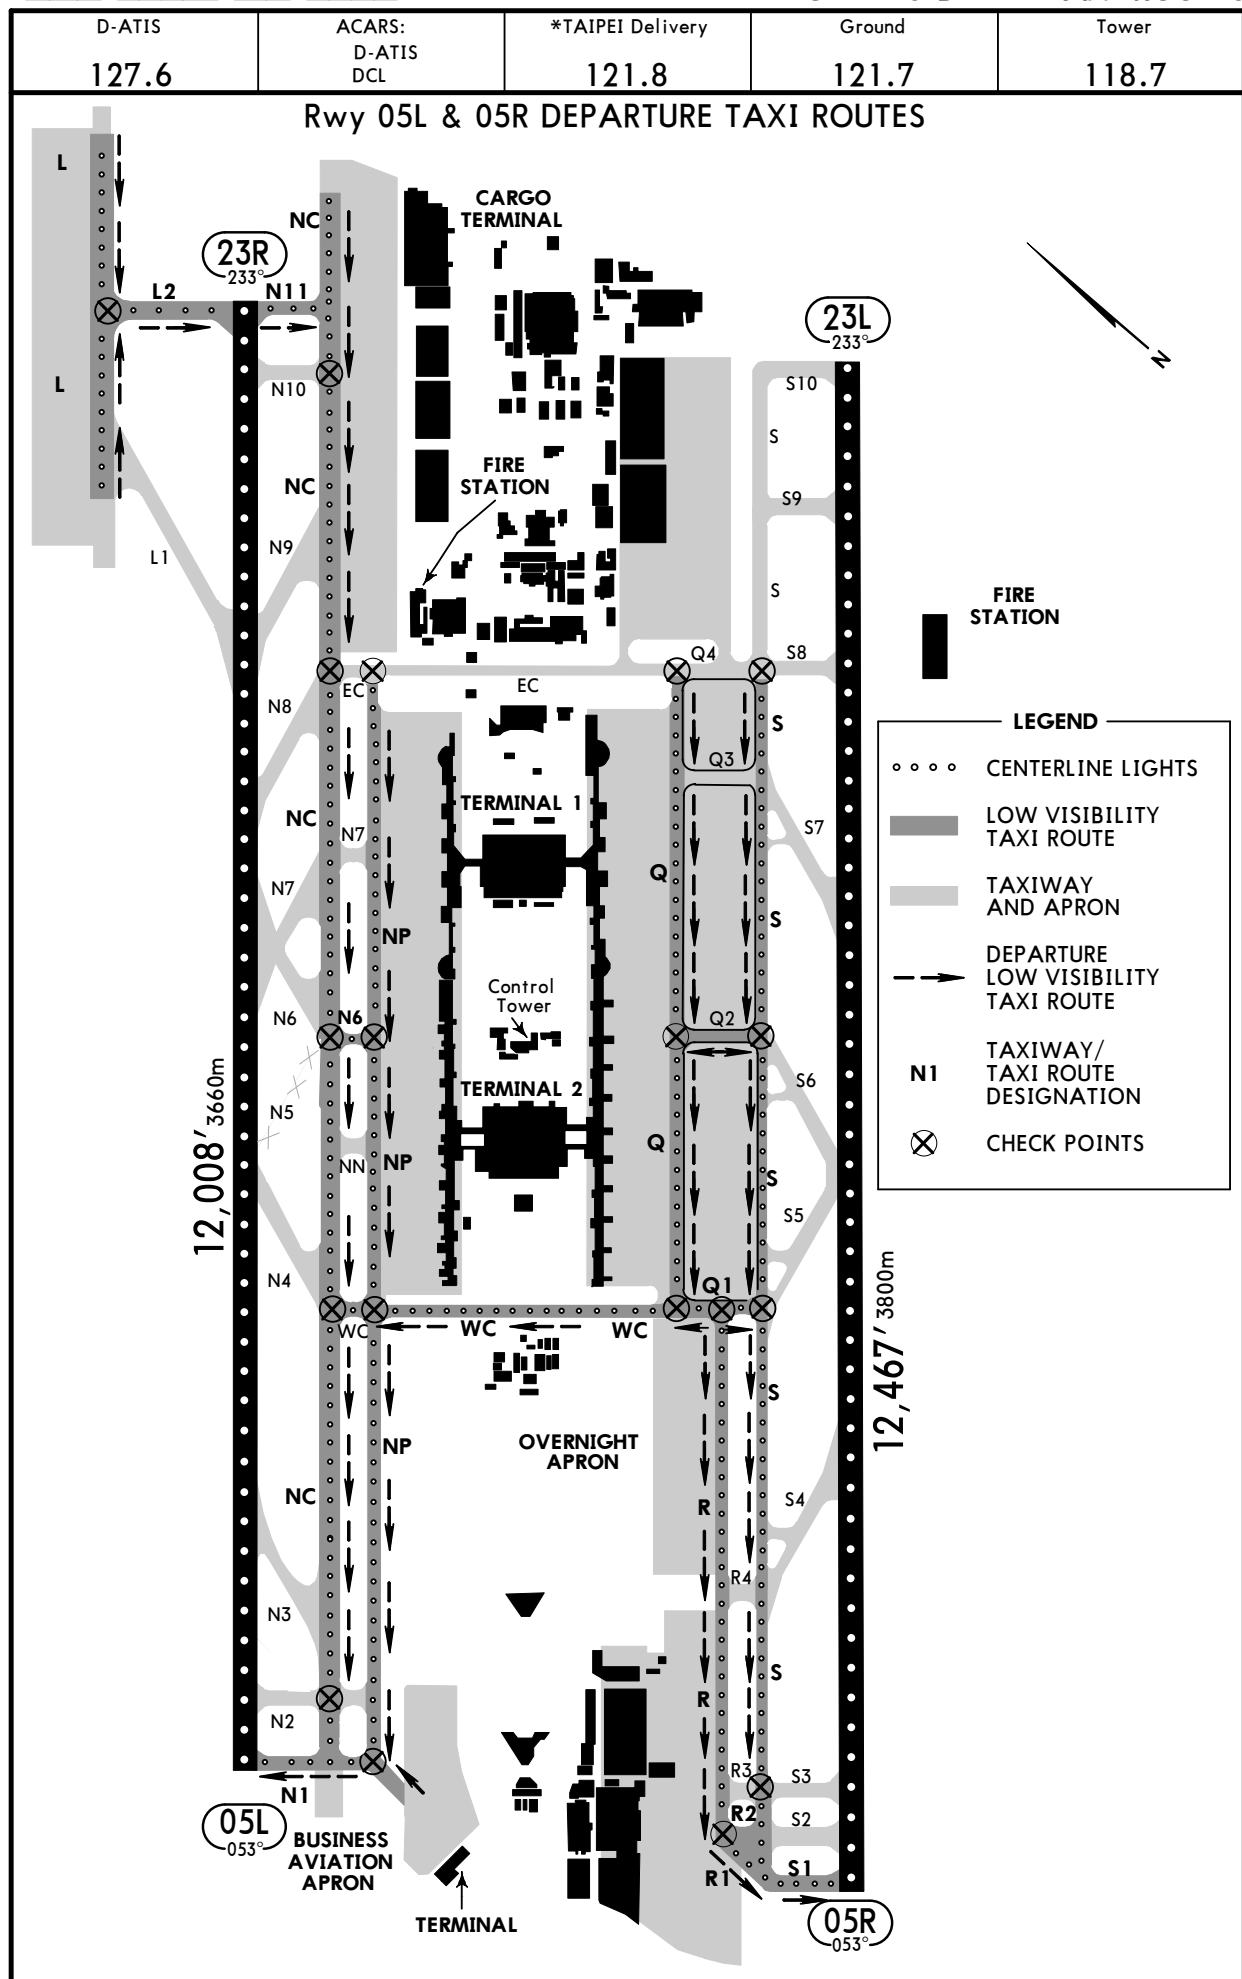 D-ATIS
127.6
ACARS:
D-ATIS
DCL
*TAIPEI Delivery
121.8
Ground
121.7
Tower
118.7
Rwy 05L & 05R DEPARTURE TAXI ROUTES
L
NC
CARGO
TERMINAL
23R
233°
L2
N11
23L
233°
N
L
N10
S10
S
NC
FIRE
STATION
S9
N9
L1
S
FIRE
STATION
Q4
S8
EC
EC
N8
S
LEGEND
CENTERLINE LIGHTS
LOW VISIBILITY
TAXI ROUTE
TAXIWAY
AND APRON
DEPARTURE
LOW VISIBILITY
TAXI ROUTE
N1
TAXIWAY/
TAXI ROUTE
DESIGNATION
CHECK POINTS
Q3
TERMINAL 1
NC
N7
S7
N7
Q
NP
S
Control
Tower
N6
N6
Q2
12,008′ 3660m
TERMINAL 2
S6
N5
NN
NP
Q
S
S5
N4
Q1
WC
WC
WC
12,467′ 3800m
S
OVERNIGHT
APRON
NP
NC
R
S4
R4
N3
S
R
N2
R3
S3
N1
R2
S2
05L
053°
BUSINESS
AVIATION
APRON
R1
S1
TERMINAL
05R
053°